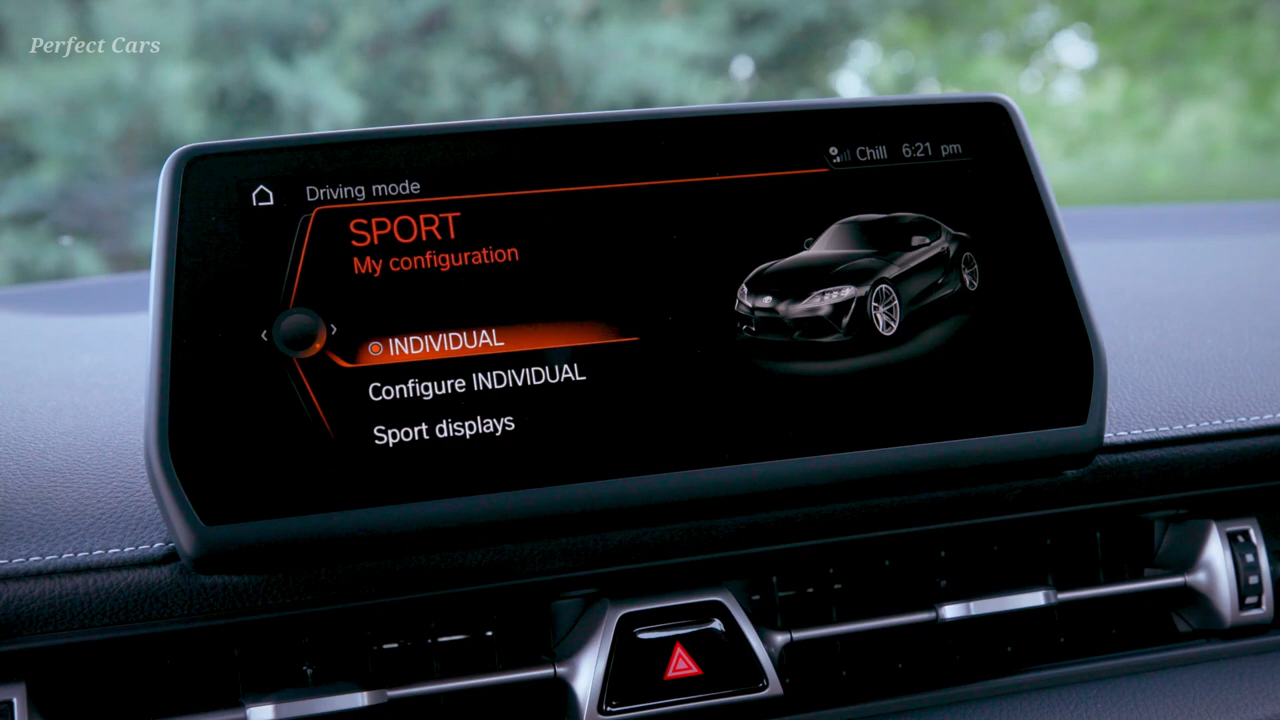 Perfect Cars
Chill 6:21 pm
Driving mode
SPORT
My configuration
INDIVIDUAL
Configure INDIVIDUAL
Sport displays